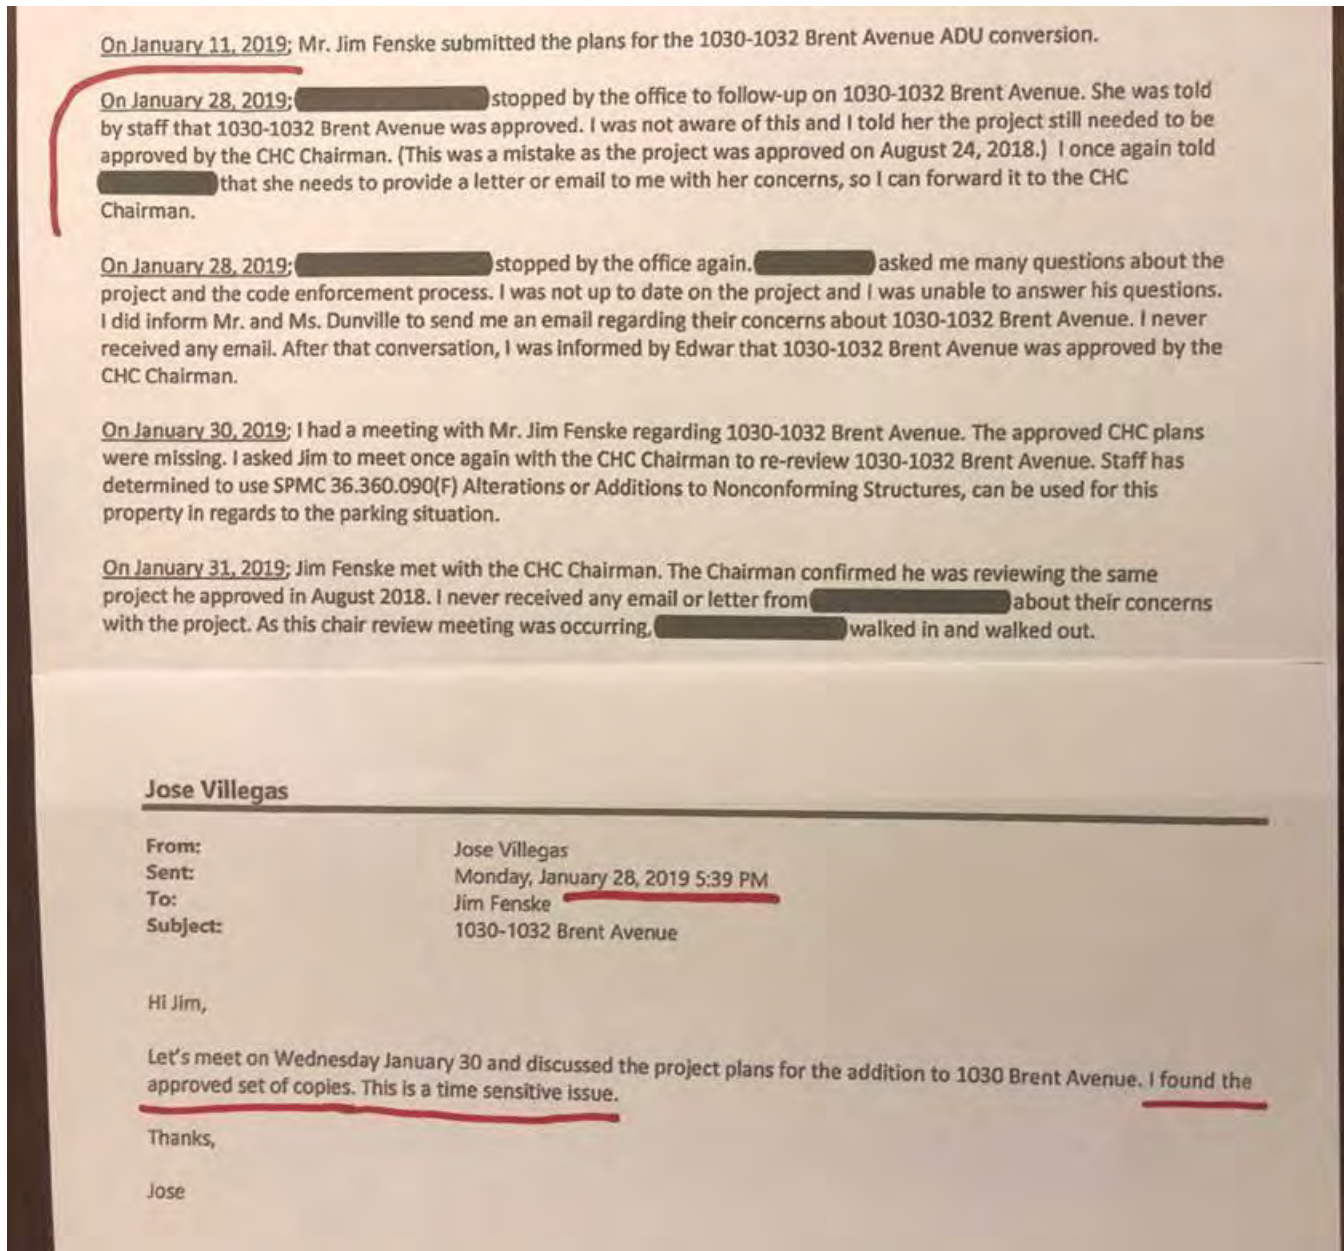 On January 11, 2019; Mr. Jim Fenske submitted the plans for the 1030-1032 Brent Avenue ADU conversion.
On January 28, 2019; stopped by the office to follow-up on 1030-1032 Brent Avenue. She was told
by staff that 1030-1032 Brent Avenue was approved. I was not aware of this and I told her the project still needed to be
approved by the CHC Chairman. (This was a mistake as the project was approved on August 24, 2018.) I once again told
that she needs to provide a letter or email to me with her concerns, so I can forward it to the CHC
Chairman.
On January 28, 2019; stopped by the office again. asked me many questions about the
project and the code enforcement process. I was not up to date on the project and I was unable to answer his questions.
I did inform Mr. and Ms. Dunville to send me an email regarding their concerns about 1030-1032 Brent Avenue. I never
received any email. After that conversation, I was informed by Edwar that 1030-1032 Brent Avenue was approved by the
CHC Chairman.
On January 30, 2019; I had a meeting with Mr. Jim Fenske regarding 1030-1032 Brent Avenue. The approved CHC plans
were missing. I asked Jim to meet once again with the CHC Chairman to re-review 1030-1032 Brent Avenue. Staff has
determined to use SPMC 36.360.090(F) Alterations or Additions to Nonconforming Structures, can be used for this
property in regards to the parking situation.
On January 31, 2019; Jim Fenske met with the CHC Chairman. The Chairman confirmed he was reviewing the same
project he approved in August 2018. I never received any email or letter from about their concerns
with the project. As this chair review meeting was occurring, walked in and walked out.
Jose Villegas
From: Jose Villegas
Sent: Monday, January 28, 2019 5:39 PM
To: Jim Fenske
Subject: 1030-1032 Brent Avenue
Hi Jim,
Let's meet on Wednesday January 30 and discussed the project plans for the addition to 1030 Brent Avenue. I found the
approved set of copies. This is a time sensitive issue.
Thanks,
Jose